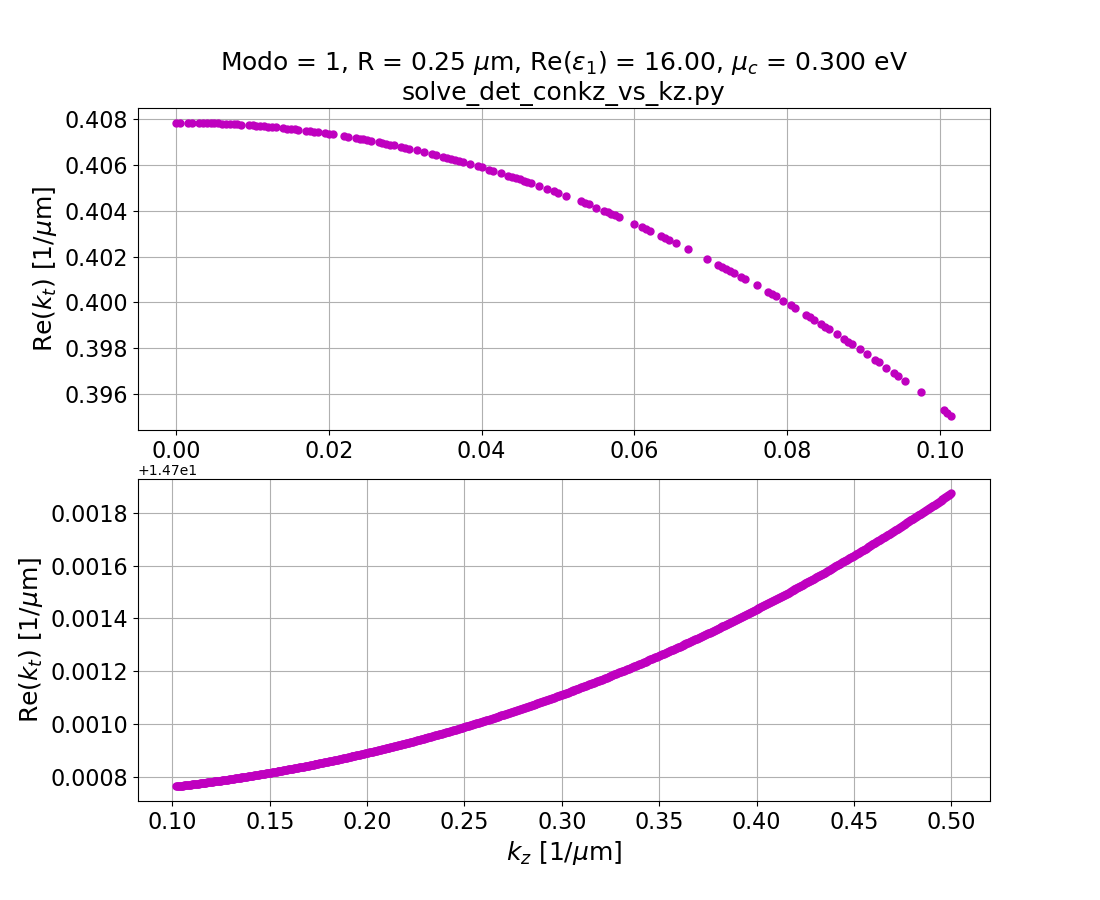 Modo = 1, R = 0.25 μm, Re(ε₁) = 16.00, μ_c = 0.300 eV
solve_det_conkz_vs_kz.py
0.408
0.406
0.404
0.402
0.400
0.398
0.396
Re(k_t) [1/μm]
0.00 0.02 0.04 0.06 0.08 0.10
+1.47e1
0.0018
0.0016
0.0014
0.0012
0.0010
0.0008
Re(k_t) [1/μm]
0.10 0.15 0.20 0.25 0.30 0.35 0.40 0.45 0.50
k_z [1/μm]